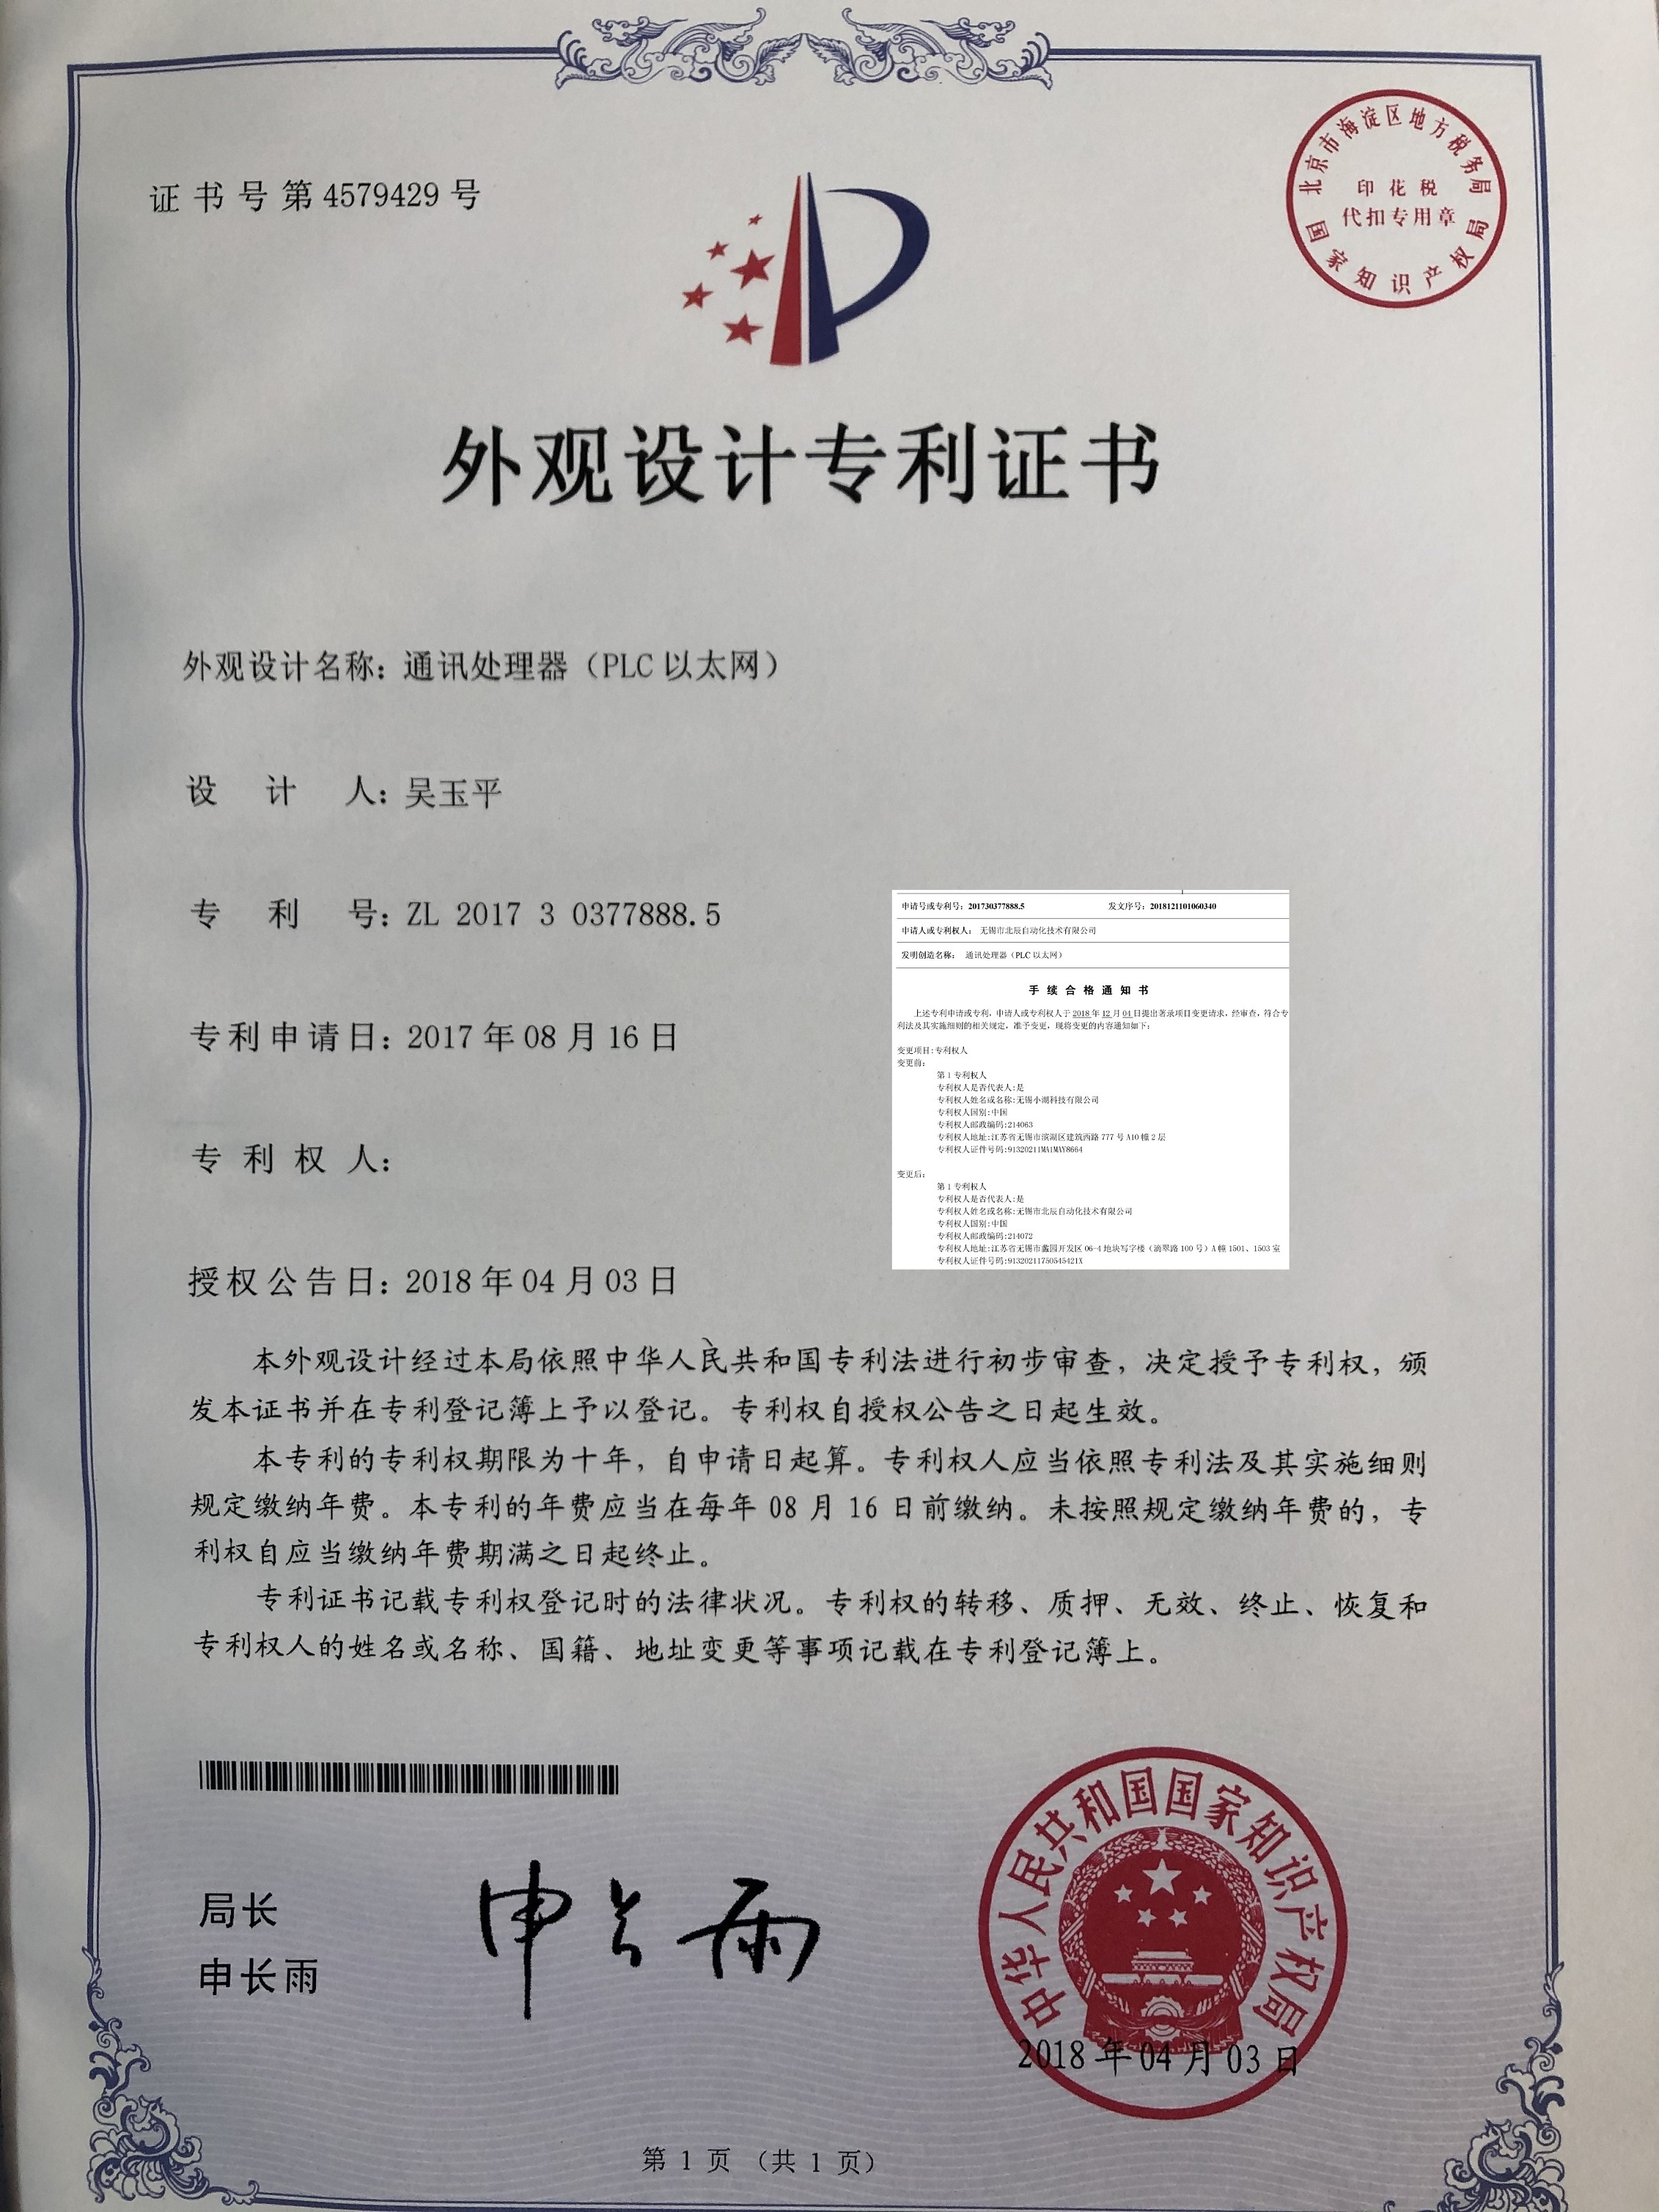 证书号第4579429号
北京市海淀区地方税务局
印花税
代扣专用章
国家知识产权局
外观设计专利证书
外观设计名称：通讯处理器（PLC以太网）
设计人：吴玉平
专利号：ZL 2017 3 0377888.5
专利申请日：2017年08月16日
专利权人：
授权公告日：2018年04月03日
申请号或专利号：201730377888.5 发文序号：2018121101060340
申请人或专利权人： 无锡市北辰自动化技术有限公司
发明创造名称： 通讯处理器（PLC以太网）
手续合格通知书
上述专利申请或专利，申请人或专利权人于2018年12月04日提出著录项目变更请求，经审查，符合专
利法及其实施细则的相关规定，准予变更，现将变更的内容通知如下：
变更项目:专利权人
变更前:
第1专利权人
专利权人是否代表人:是
专利权人姓名或名称:无锡小湖科技有限公司
专利权人国别:中国
专利权人邮政编码:214063
专利权人地址:江苏省无锡市滨湖区建筑西路777号A10幢2层
专利权人证件号码:91320211MA1MAY8664
变更后:
第1专利权人
专利权人是否代表人:是
专利权人姓名或名称:无锡市北辰自动化技术有限公司
专利权人国别:中国
专利权人邮政编码:214072
专利权人地址:江苏省无锡市蠡园开发区06-4地块写字楼（滴翠路100号）A幢1501、1503室
专利权人证件号码:91320211750545421X
本外观设计经过本局依照中华人民共和国专利法进行初步审查，决定授予专利权，颁
发本证书并在专利登记簿上予以登记。专利权自授权公告之日起生效。
本专利的专利权期限为十年，自申请日起算。专利权人应当依照专利法及其实施细则
规定缴纳年费。本专利的年费应当在每年08月16日前缴纳。未按照规定缴纳年费的，专
利权自应当缴纳年费期满之日起终止。
专利证书记载专利权登记时的法律状况。专利权的转移、质押、无效、终止、恢复和
专利权人的姓名或名称、国籍、地址变更等事项记载在专利登记簿上。
局长
申长雨
申长雨
中华人民共和国国家知识产权局
2018年04月03日
第1页（共1页）